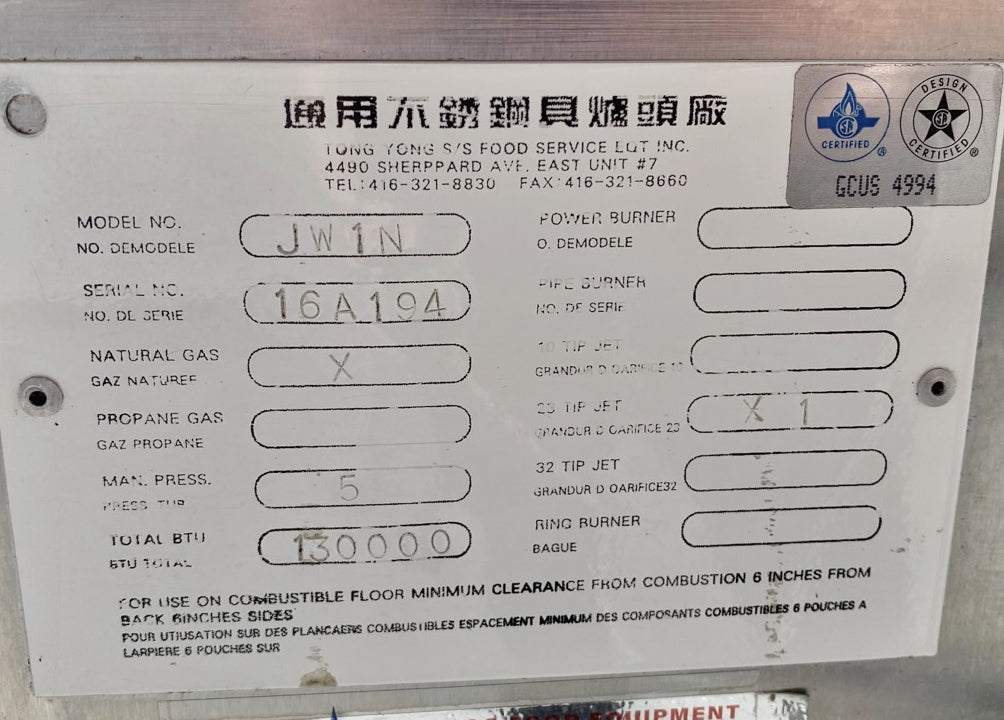 通用不銹鋼具爐頭廠
TONG YONG S/S FOOD SERVICE LQT INC.
4490 SHERPPARD AVE. EAST UNIT #7
TEL:416-321-8830 FAX:416-321-8660
CERTIFIED
DESIGN
CERTIFIED
GCUS 4994
MODEL NO.
NO. DEMODELE
JW1N
SERIAL NO.
NO. DE SERIE
16A194
NATURAL GAS
GAZ NATUREF
X
PROPANE GAS
GAZ PROPANE
MAN. PRESS.
PRESS TUP
5
TOTAL BTU
BTU TOTAL
130000
POWER BURNER
O. DEMODELE
PIPE BURNER
NO. DE SERIE
10 TIP JET
GRANDUR D OARIFICE 10
23 TIP JET
GRANDUR D OARIFICE 23
X 1
32 TIP JET
GRANDUR D OARIFICE32
RING BURNER
BAGUE
FOR USE ON COMBUSTIBLE FLOOR MINIMUM CLEARANCE FROM COMBUSTION 6 INCHES FROM
BACK 6INCHES SIDES
POUR UTIUSATION SUR DES PLANCAERS COMBUSTIBLES ESPACEMENT MINIMUM DES COMPOSANTS COMBUSTIBLES 6 POUCHES A
LARPIERE 6 POUCHES SUR
EQUIPMENT